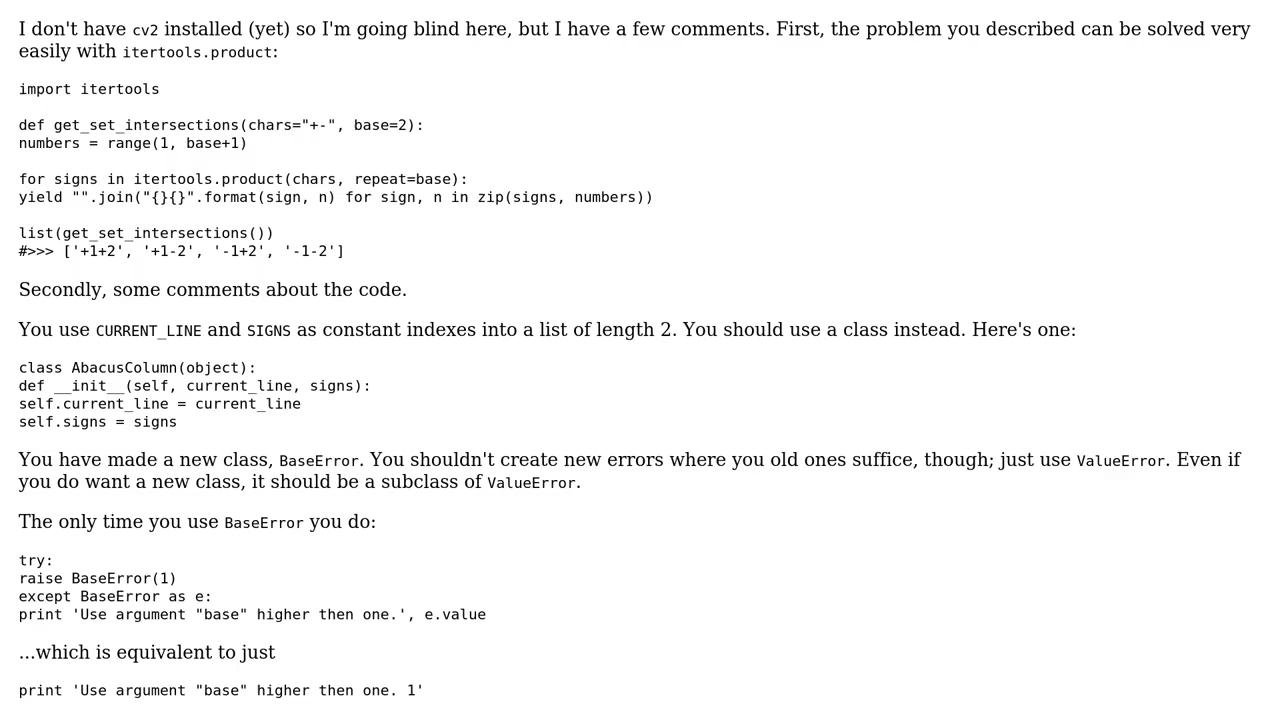 I don't have cv2 installed (yet) so I'm going blind here, but I have a few comments. First, the problem you described can be solved very
easily with itertools.product:
import itertools
def get_set_intersections(chars="+-", base=2):
numbers = range(1, base+1)
for signs in itertools.product(chars, repeat=base):
yield "".join("{}{}".format(sign, n) for sign, n in zip(signs, numbers))
list(get_set_intersections())
#>>> ['+1+2', '+1-2', '-1+2', '-1-2']
Secondly, some comments about the code.
You use CURRENT_LINE and SIGNS as constant indexes into a list of length 2. You should use a class instead. Here's one:
class AbacusColumn(object):
def __init__(self, current_line, signs):
self.current_line = current_line
self.signs = signs
You have made a new class, BaseError. You shouldn't create new errors where you old ones suffice, though; just use ValueError. Even if
you do want a new class, it should be a subclass of ValueError.
The only time you use BaseError you do:
try:
raise BaseError(1)
except BaseError as e:
print 'Use argument "base" higher then one.', e.value
...which is equivalent to just
print 'Use argument "base" higher then one. 1'